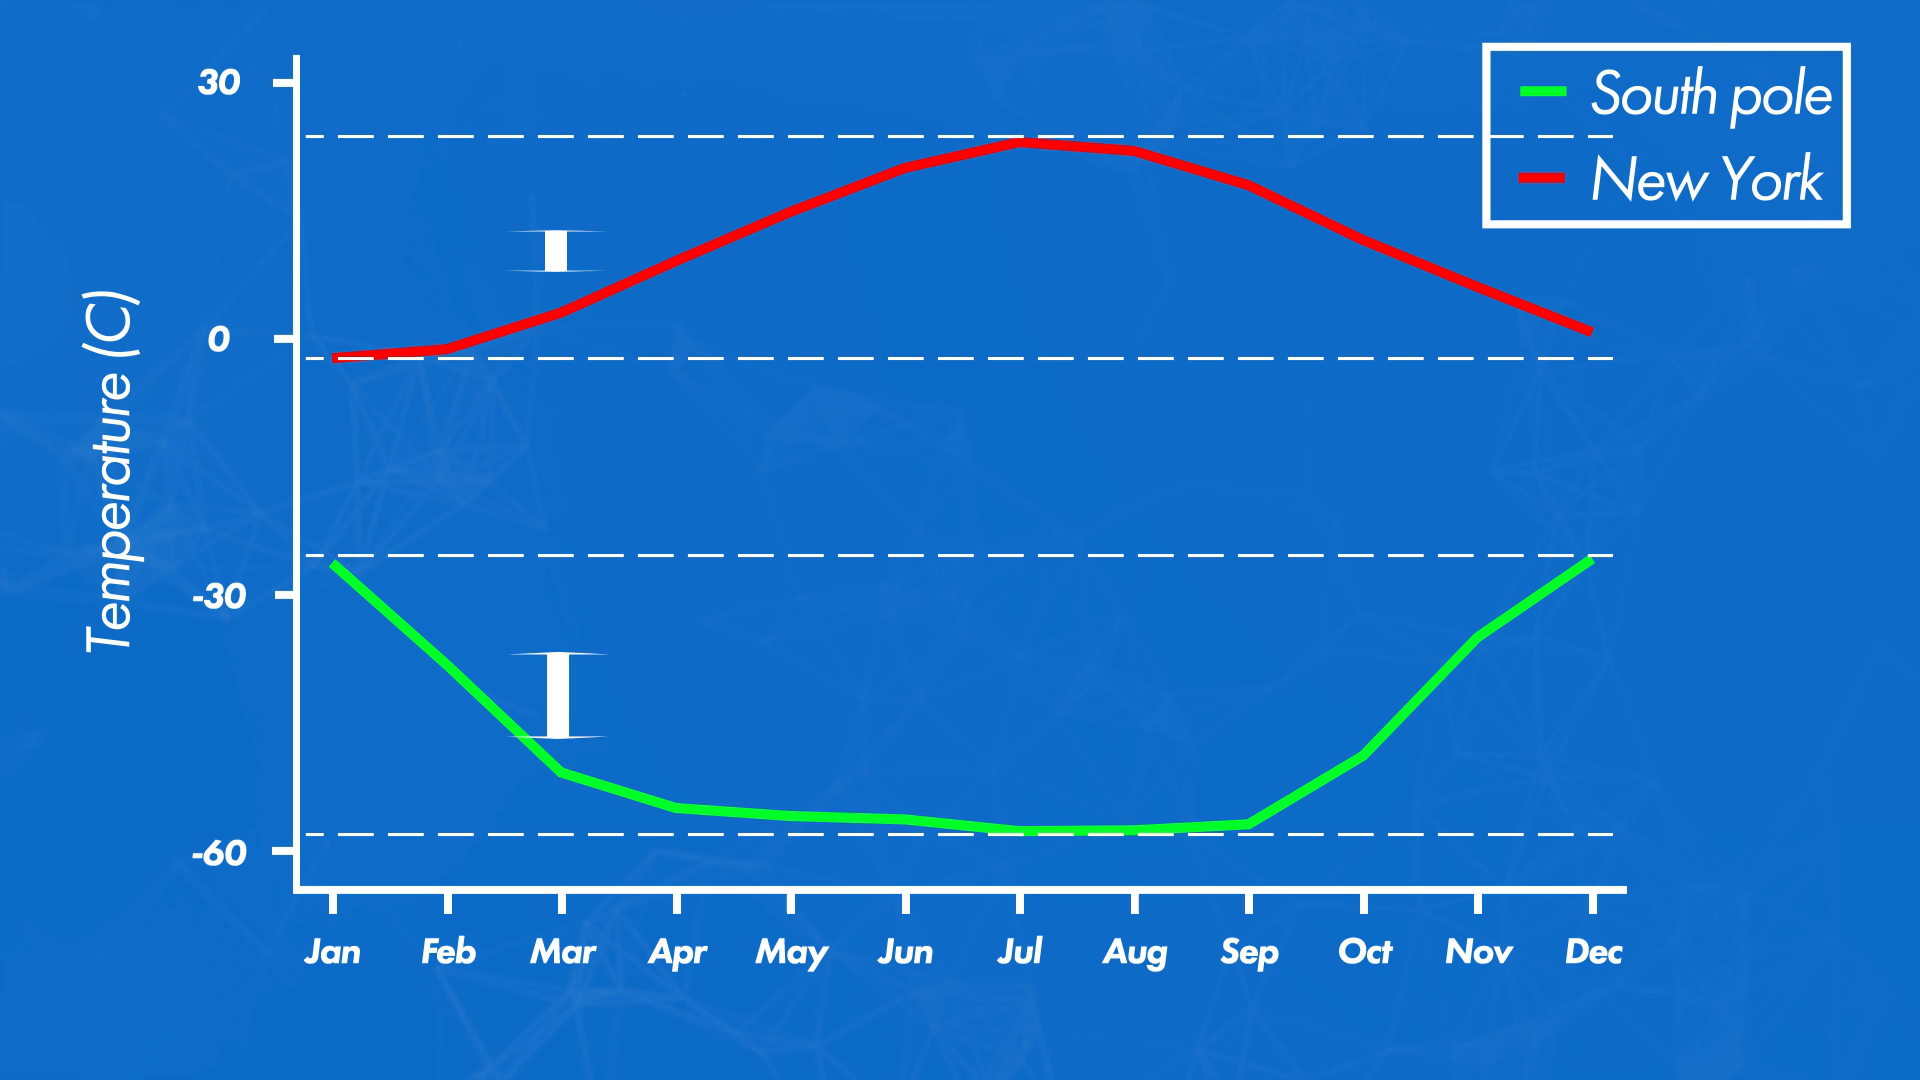 30
0
-30
-60
Temperature (C)
South pole
New York
Jan Feb Mar Apr May Jun Jul Aug Sep Oct Nov Dec